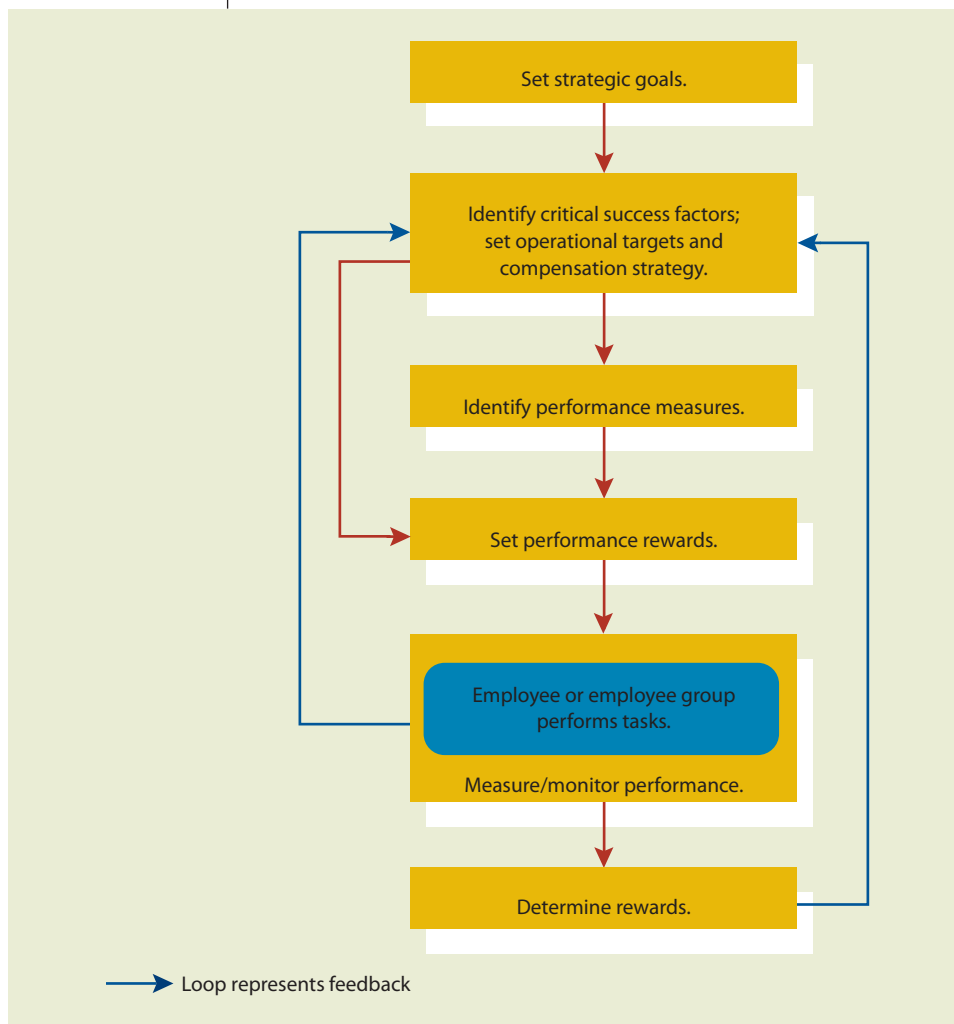 Set strategic goals.
Identify critical success factors;
set operational targets and
compensation strategy.
Identify performance measures.
Set performance rewards.
Employee or employee group
performs tasks.
Measure/monitor performance.
Determine rewards.
Loop represents feedback